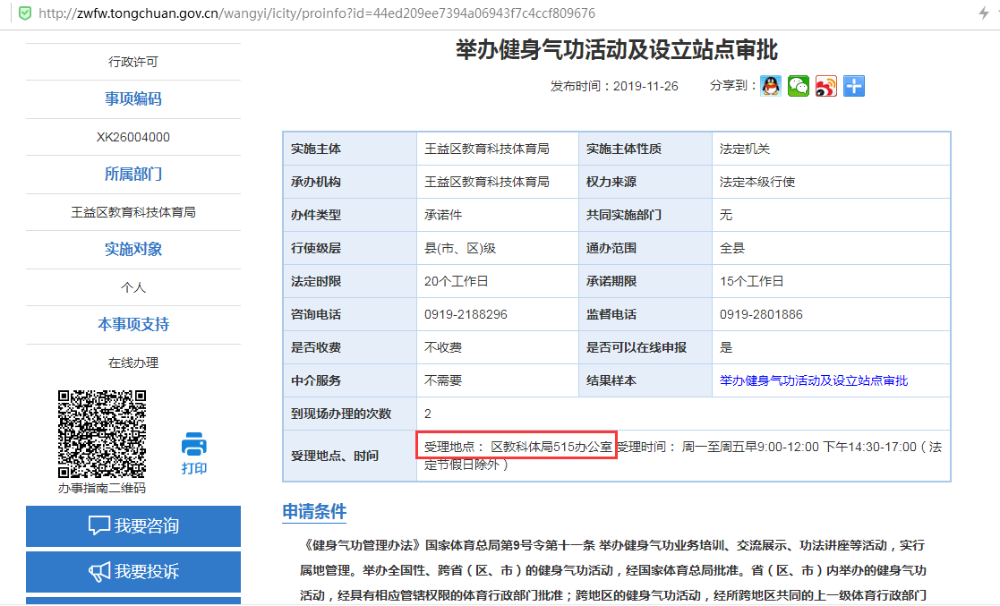 http://zwfw.tongchuan.gov.cn/wangyi/icity/proinfo?id=44ed209ee7394a06943f7c4ccf809676
行政许可
事项编码
XK26004000
所属部门
王益区教育科技体育局
实施对象
个人
本事项支持
在线办理
办事指南二维码
打印
我要咨询
我要投诉
举办健身气功活动及设立站点审批
发布时间：2019-11-26 分享到：
实施主体 王益区教育科技体育局 实施主体性质 法定机关
承办机构 王益区教育科技体育局 权力来源 法定本级行使
办件类型 承诺件 共同实施部门 无
行使级层 县(市、区)级 通办范围 全县
法定时限 20个工作日 承诺期限 15个工作日
咨询电话 0919-2188296 监督电话 0919-2801886
是否收费 不收费 是否可以在线申报 是
中介服务 不需要 结果样本 举办健身气功活动及设立站点审批
到现场办理的次数 2
受理地点、时间 受理地点： 区教科体局515办公室 受理时间： 周一至周五早9:00-12:00 下午14:30-17:00（法
定节假日除外）
申请条件
《健身气功管理办法》国家体育总局第9号令第十一条 举办健身气功业务培训、交流展示、功法讲座等活动，实行
属地管理。举办全国性、跨省（区、市）的健身气功活动，经国家体育总局批准。省（区、市）内举办的健身气功
活动，经具有相应管辖权限的体育行政部门批准；跨地区的健身气功活动，经所跨地区共同的上一级体育行政部门